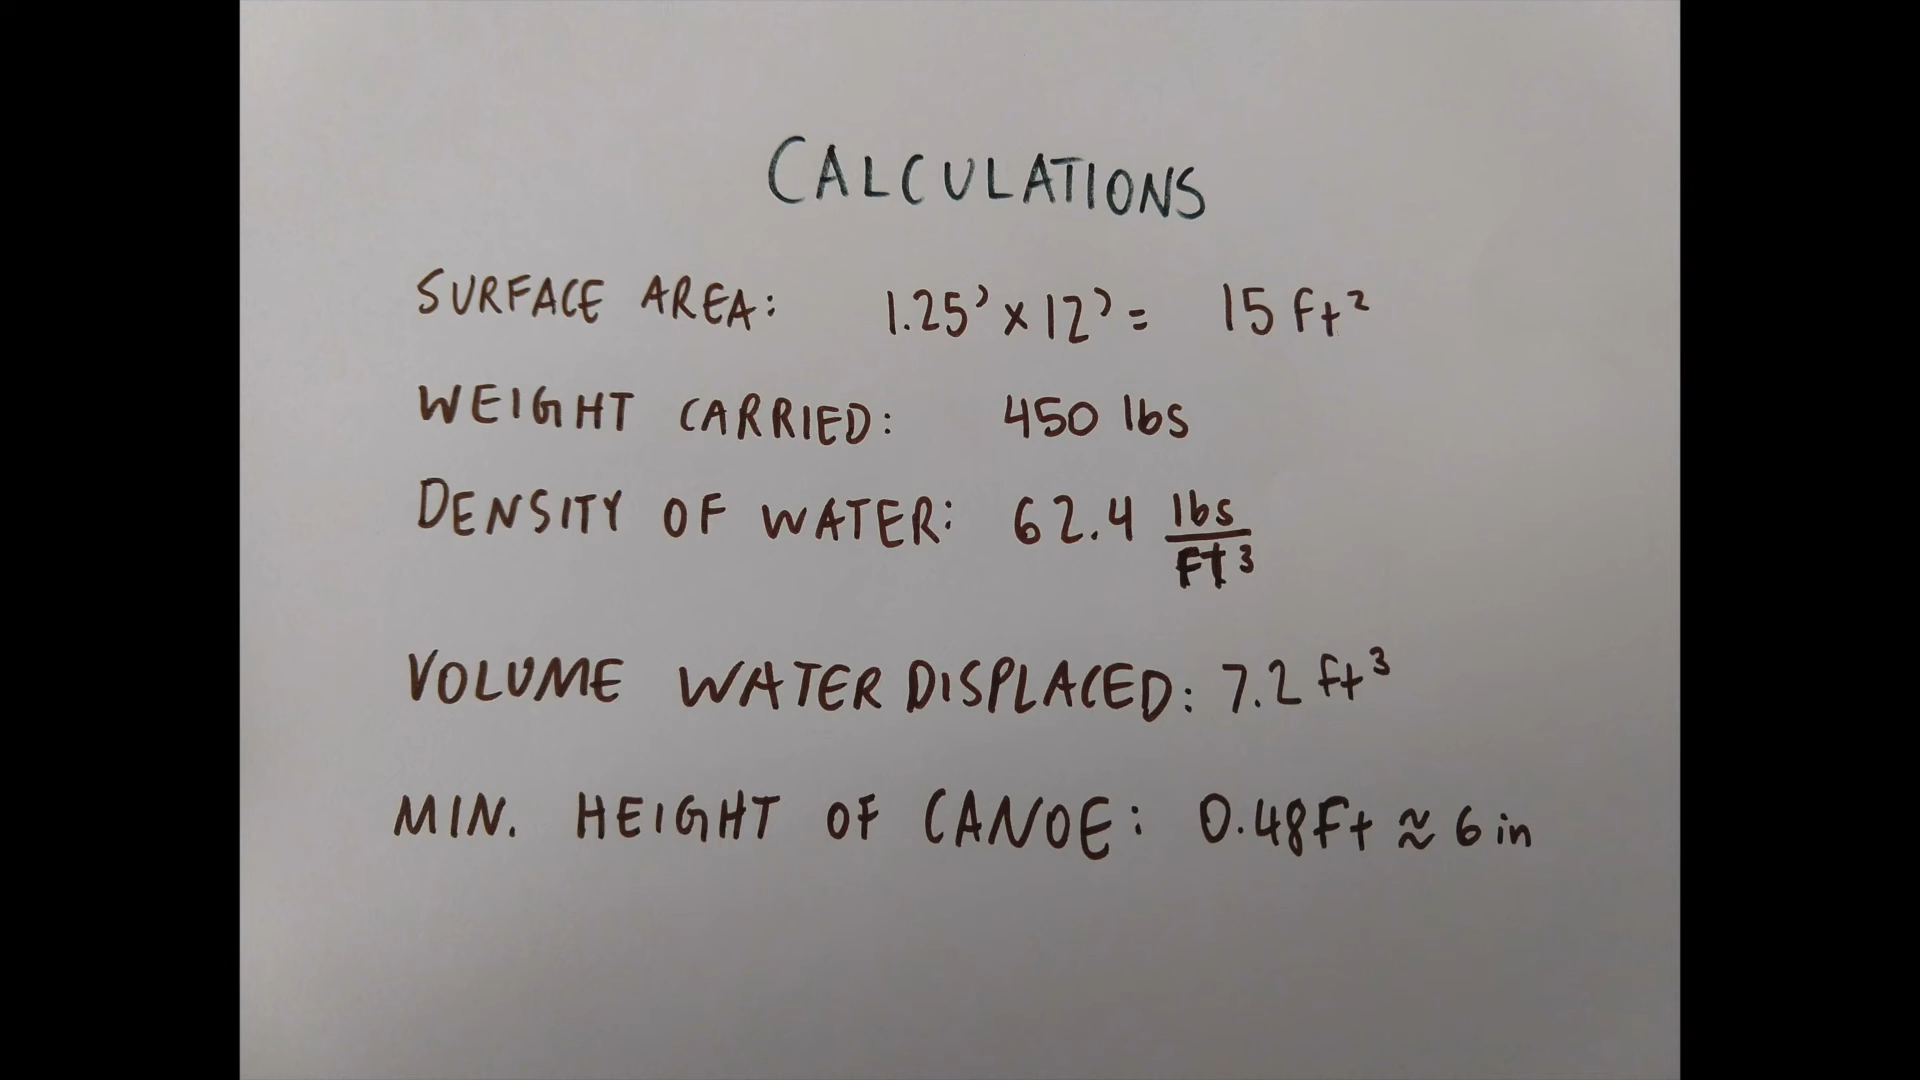 CALCULATIONS
SURFACE AREA: 1.25' x 12' = 15 ft²
WEIGHT CARRIED: 450 lbs
DENSITY OF WATER: 62.4 lbs/Ft³
VOLUME WATER DISPLACED: 7.2 ft³
MIN. HEIGHT OF CANOE: 0.48Ft ≈ 6 in